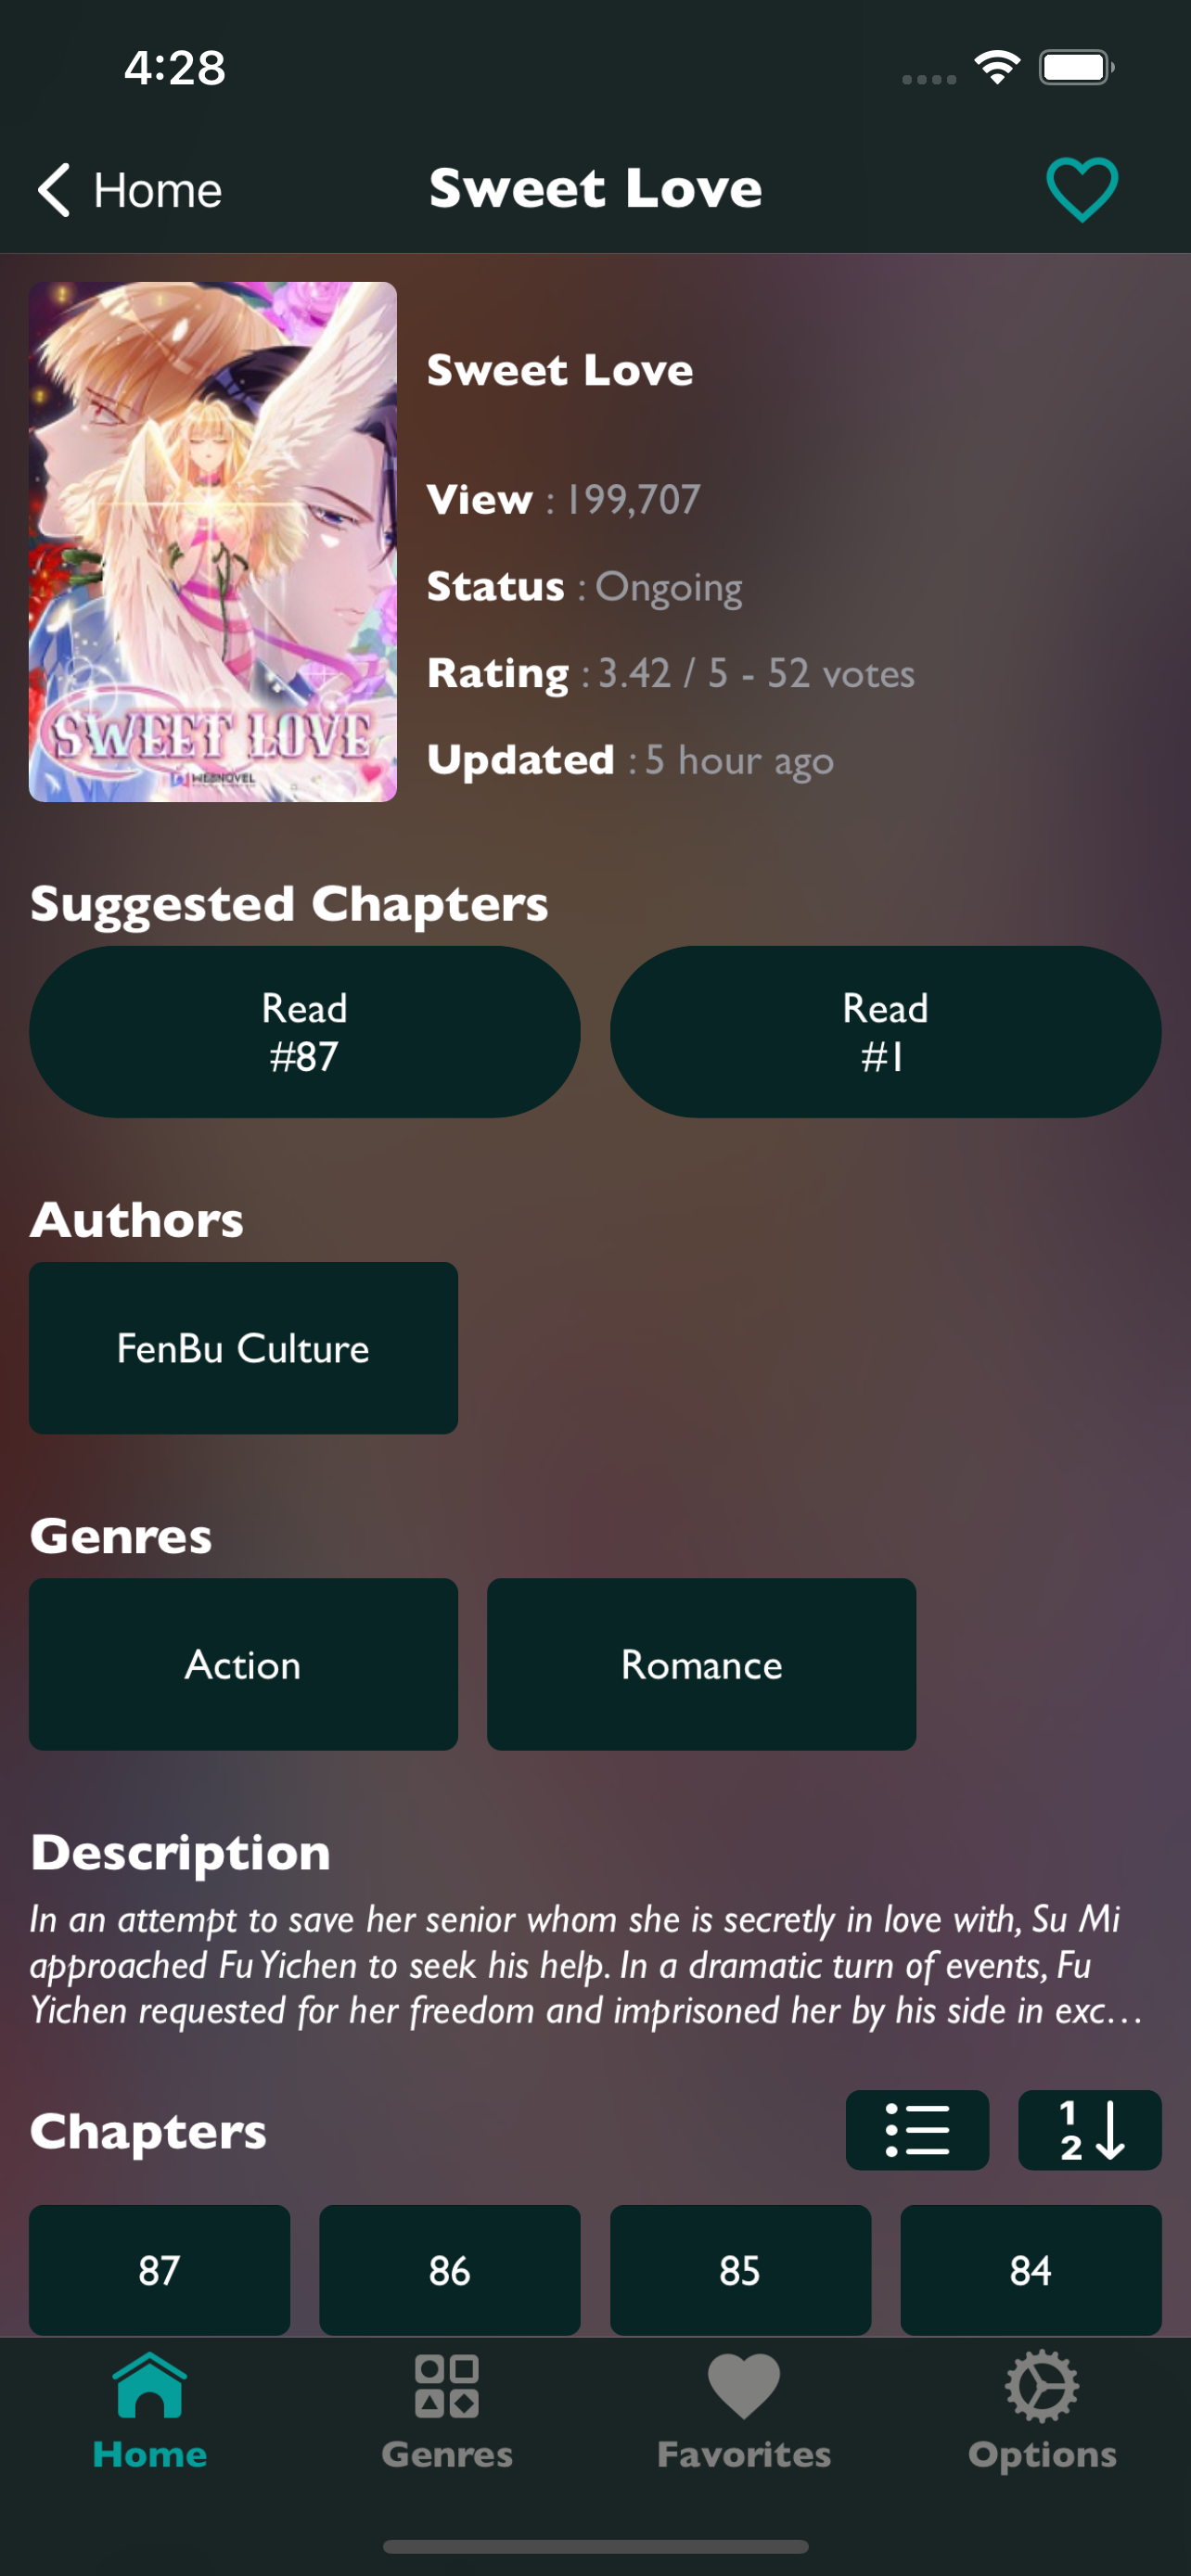 4:28
Home
Sweet Love
SWEET LOVE
WEBNOVEL
Sweet Love
View : 199,707
Status : Ongoing
Rating : 3.42 / 5 - 52 votes
Updated : 5 hour ago
Suggested Chapters
Read
#87
Read
#1
Authors
FenBu Culture
Genres
Action
Romance
Description
In an attempt to save her senior whom she is secretly in love with, Su Mi
approached Fu Yichen to seek his help. In a dramatic turn of events, Fu
Yichen requested for her freedom and imprisoned her by his side in exc...
Chapters
1
2
87
86
85
84
Home
Genres
Favorites
Options